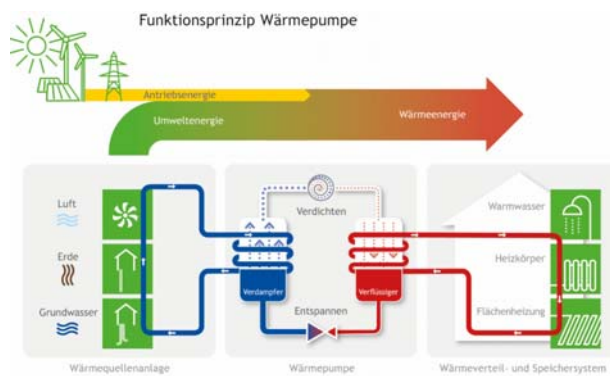 Funktionsprinzip Wärmepumpe
Antriebsenergie
Umweltenergie
Wärmeenergie
Luft
Erde
Grundwasser
Verdichten
Verdampfer
Verflüssiger
Entspannen
Warmwasser
Heizkörper
Flächenheizung
Wärmequellenanlage
Wärmepumpe
Wärmeverteil- und Speichersystem